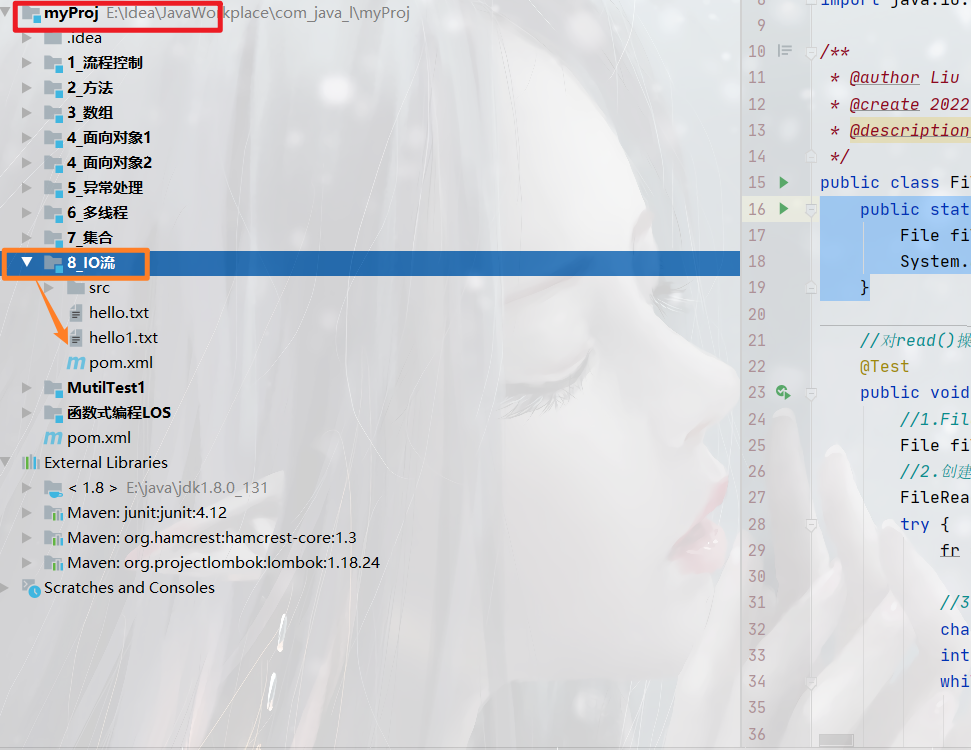 myProj E:\Idea\JavaWorkplace\com_java_l\myProj
.idea
1_流程控制
2_方法
3_数组
4_面向对象1
4_面向对象2
5_异常处理
6_多线程
7_集合
8_IO流
src
hello.txt
hello1.txt
pom.xml
MutilTest1
函数式编程LOS
pom.xml
External Libraries
< 1.8 > E:\java\jdk1.8.0_131
Maven: junit:junit:4.12
Maven: org.hamcrest:hamcrest-core:1.3
Maven: org.projectlombok:lombok:1.18.24
Scratches and Consoles
8 import java.io.
9
10 /**
11 * @author Liu
12 * @create 2022
13 * @description
14 */
15 public class Fi
16 public stat
17 File fi
18 System.
19 }
20
21 //对read()操
22 @Test
23 public void
24 //1.Fil
25 File fi
26 //2.创建
27 FileRea
28 try {
29 fr
30
31 //3
32 cha
33 int
34 whi
35
36